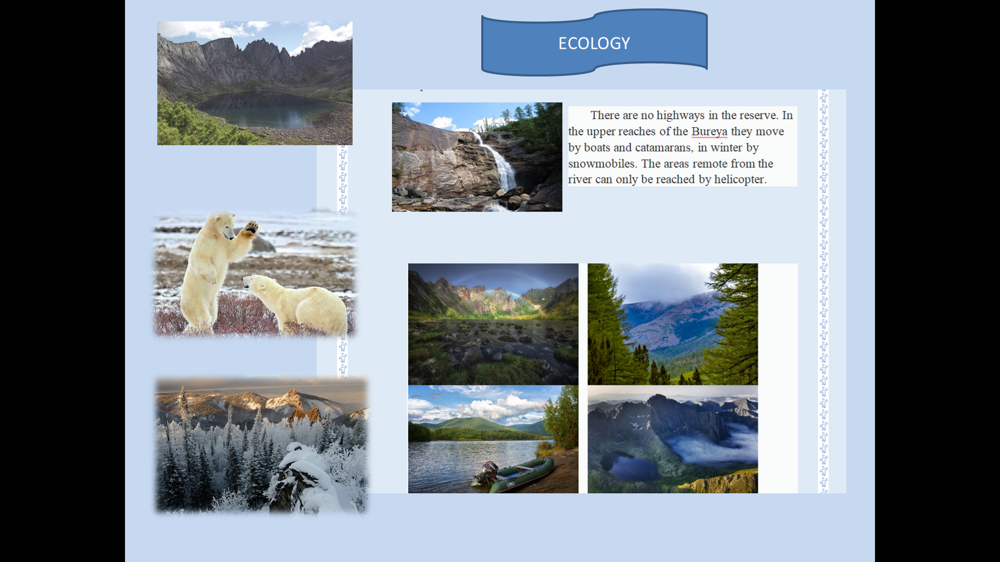 ECOLOGY
There are no highways in the reserve. In
the upper reaches of the Bureya they move
by boats and catamarans, in winter by
snowmobiles. The areas remote from the
river can only be reached by helicopter.